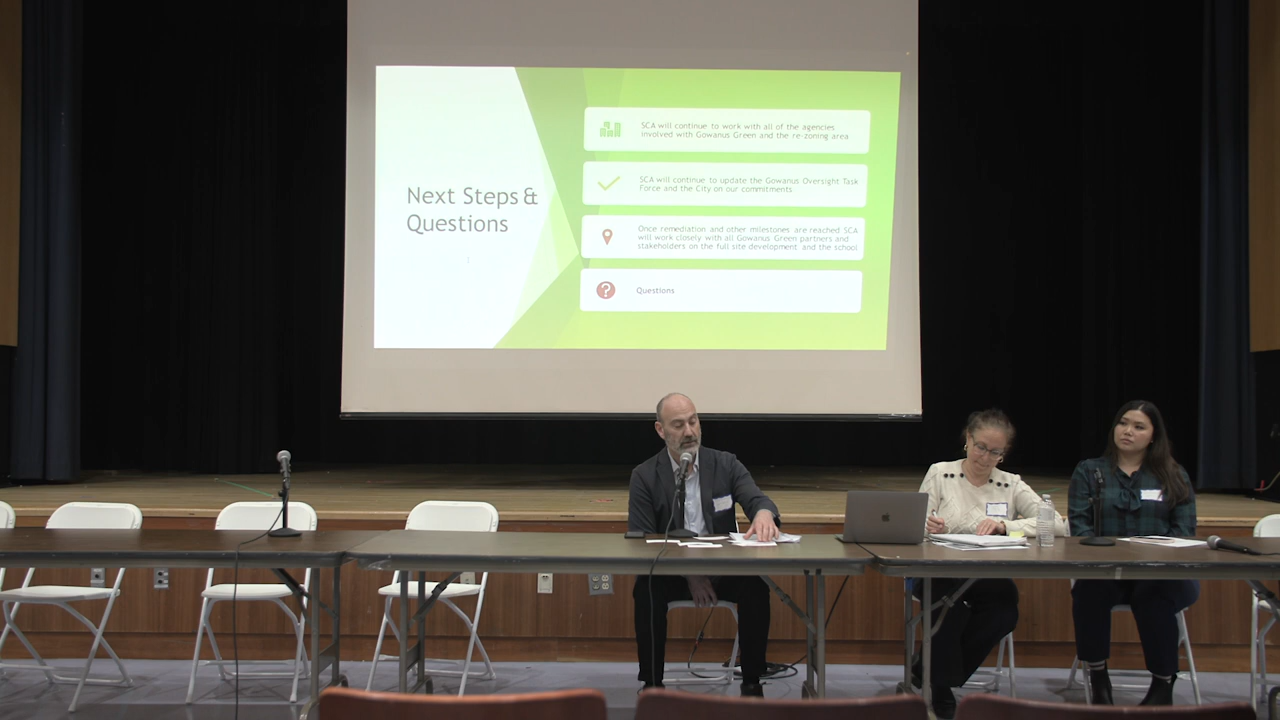 Next Steps &
Questions
SCA will continue to work with all of the agencies
involved with Gowanus Green and the re-zoning area
SCA will continue to update the Gowanus Oversight Task
Force and the City on our commitments
Once remediation and other milestones are reached SCA
will work closely with all Gowanus Green partners and
stakeholders on the full site development and the school
?
Questions